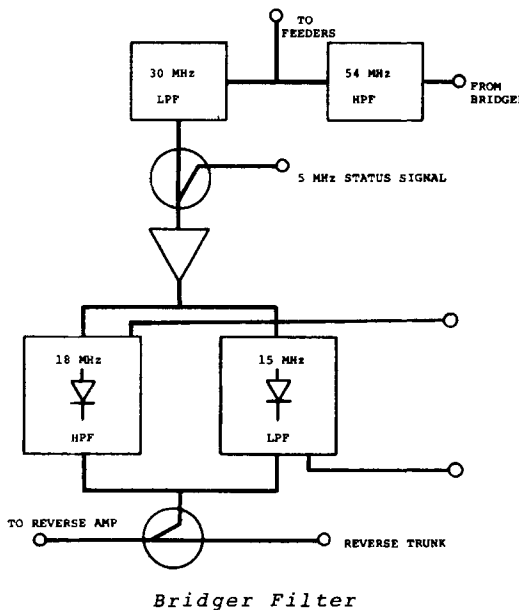 TO
FEEDERS
30 MHz
LPF
54 MHz
HPF
FROM
BRIDGER
5 MHz STATUS SIGNAL
18 MHz
HPF
15 MHz
LPF
TO REVERSE AMP
REVERSE TRUNK
Bridger Filter